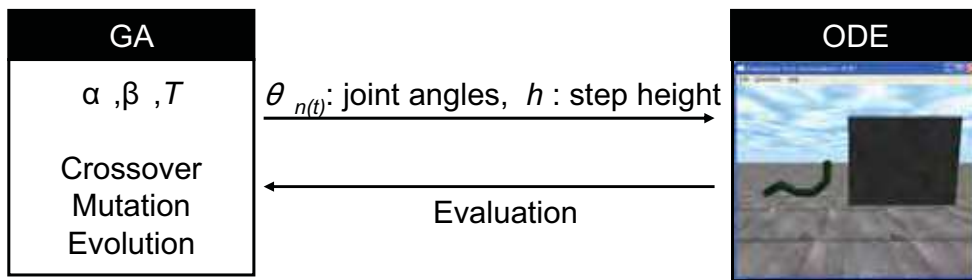 GA
α ,β ,T
Crossover
Mutation
Evolution
θ n(t): joint angles, h : step height
Evaluation
ODE